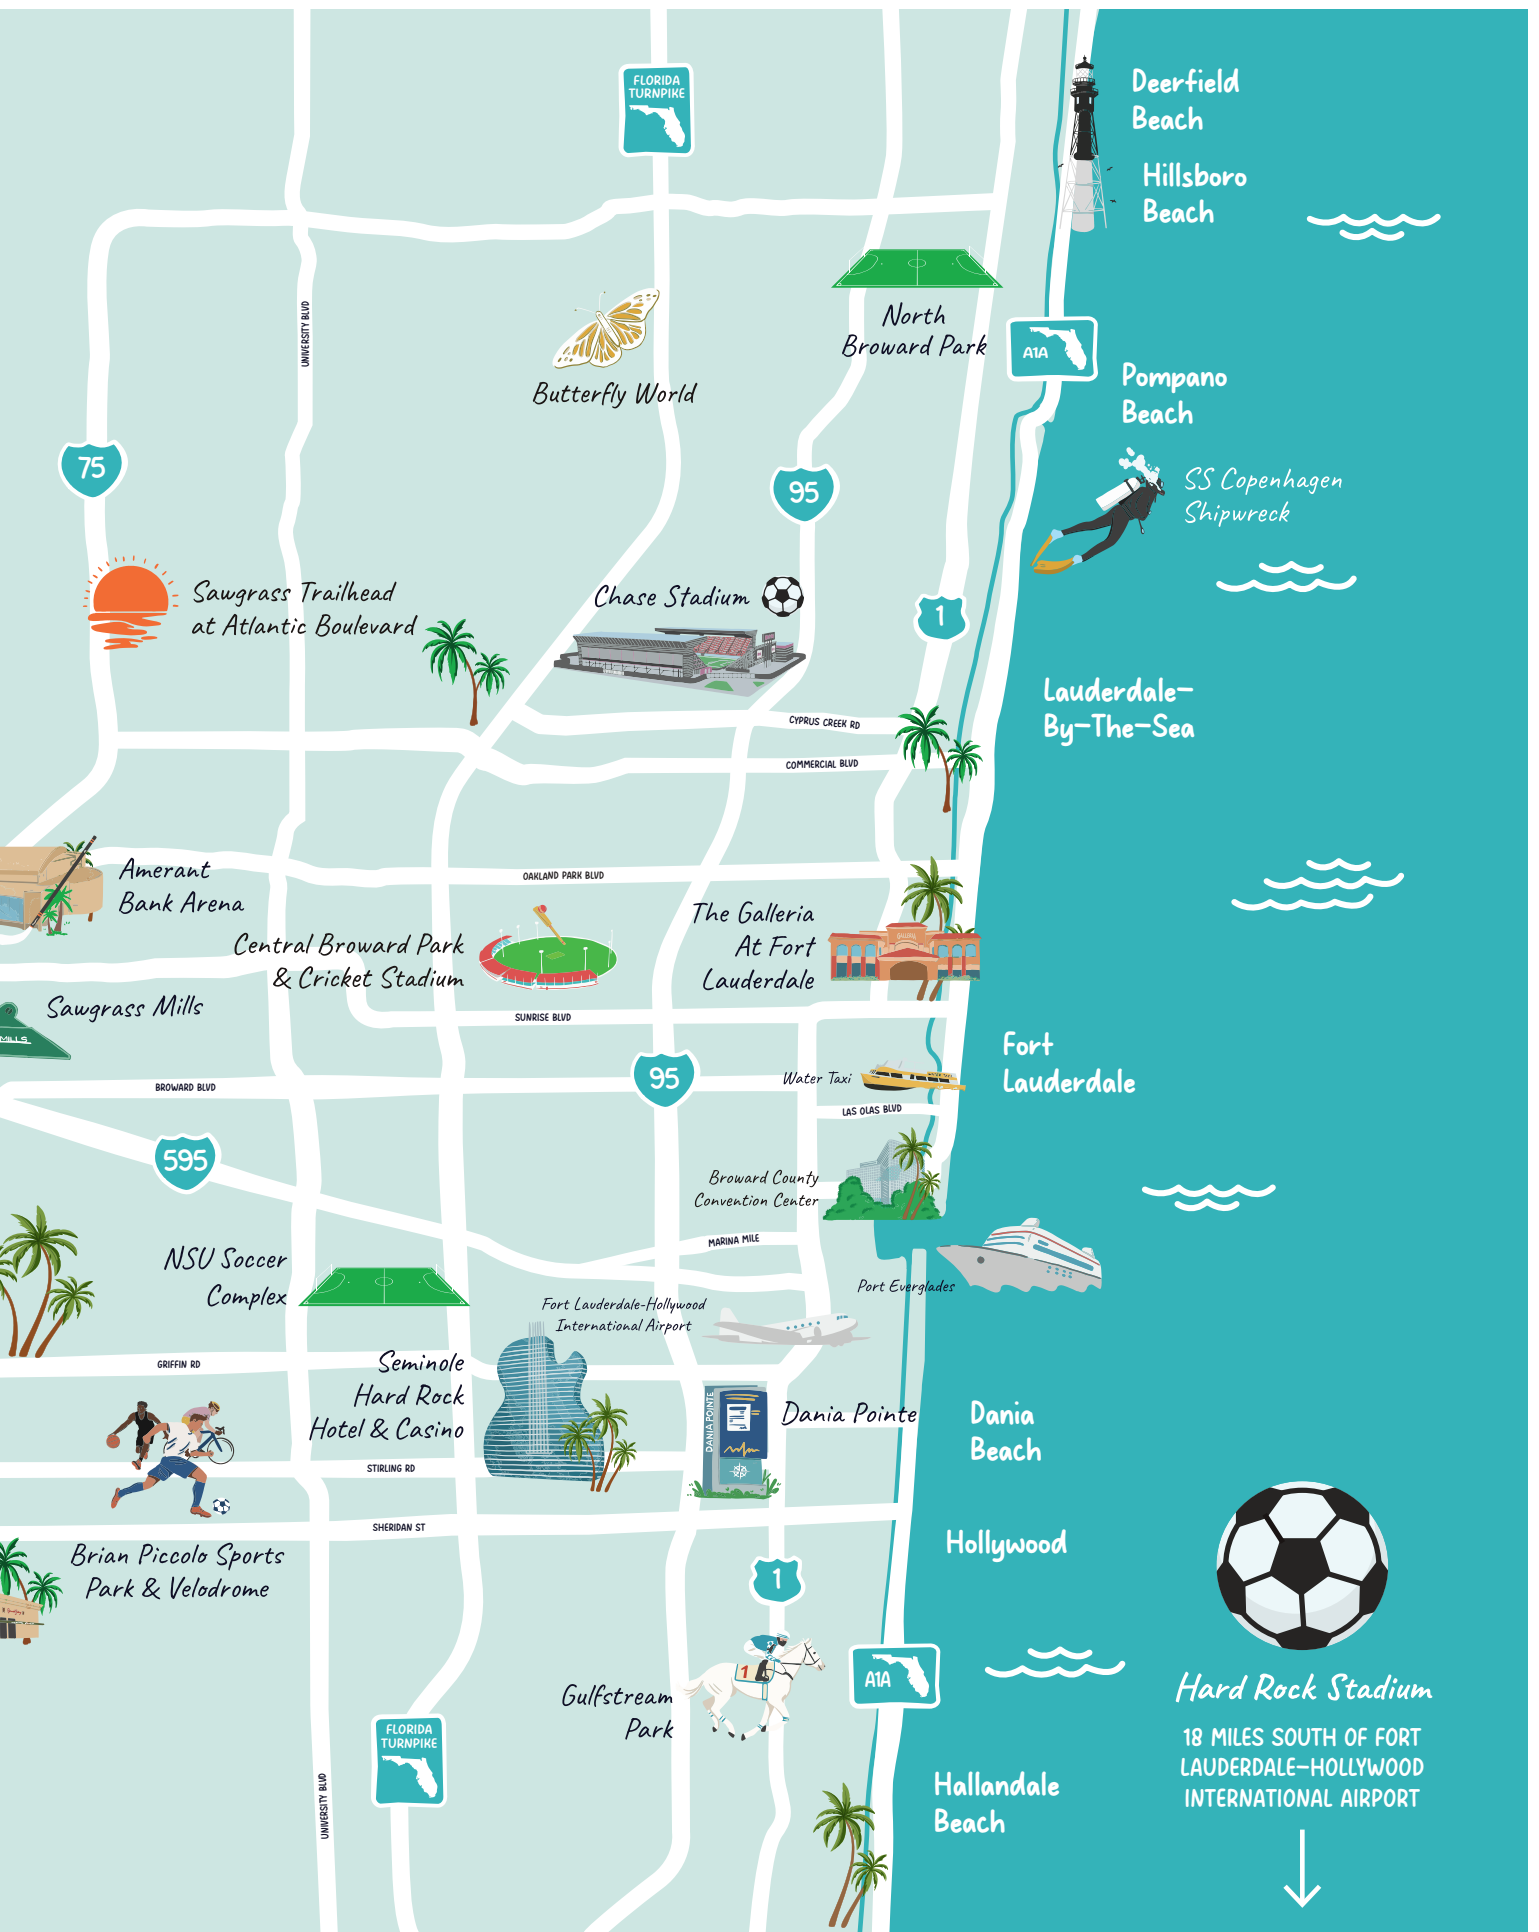 FLORIDA
TURNPIKE
Deerfield
Beach
Hillsboro
Beach
UNIVERSITY BLVD
North
Broward Park
A1A
Butterfly World
Pompano
Beach
75
95
SS Copenhagen
Shipwreck
Sawgrass Trailhead
at Atlantic Boulevard
Chase Stadium
1
Lauderdale-
By-The-Sea
CYPRUS CREEK RD
COMMERCIAL BLVD
Amerant
Bank Arena
OAKLAND PARK BLVD
Central Broward Park
& Cricket Stadium
The Galleria
At Fort
Lauderdale
GALLERIA
Sawgrass Mills
MILLS
SUNRISE BLVD
Fort
Lauderdale
95
Water Taxi
WATER TAXI
BROWARD BLVD
LAS OLAS BLVD
595
Broward County
Convention Center
MARINA MILE
NSU Soccer
Complex
Port Everglades
Fort Lauderdale-Hollywood
International Airport
GRIFFIN RD
Seminole
Hard Rock
Hotel & Casino
DANIA POINTE
Dania Pointe
Dania
Beach
STIRLING RD
SHERIDAN ST
Hollywood
Brian Piccolo Sports
Park & Velodrome
1
1
A1A
Gulfstream
Park
Hard Rock Stadium
18 MILES SOUTH OF FORT
LAUDERDALE-HOLLYWOOD
INTERNATIONAL AIRPORT
FLORIDA
TURNPIKE
UNIVERSITY BLVD
Hallandale
Beach